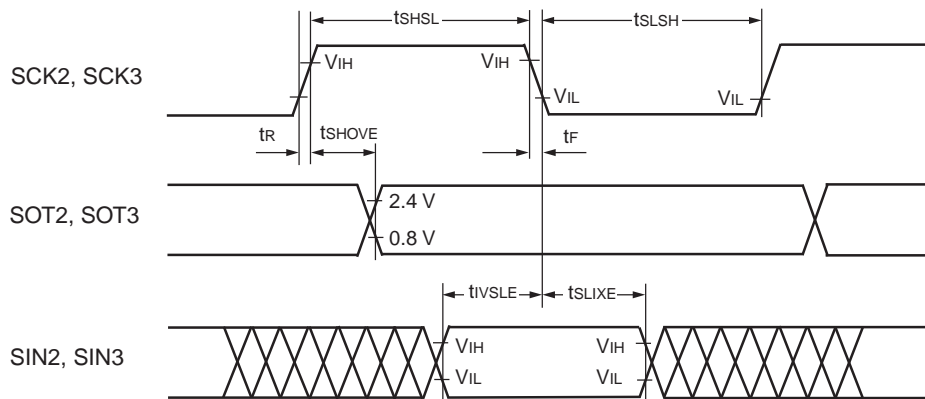 tSHSL tSLSH
SCK2, SCK3 VIH VIH VIL VIL
tR tSHOVE tF
SOT2, SOT3 2.4 V
0.8 V
tIVSLE tSLIXE
SIN2, SIN3 VIH VIH
VIL VIL